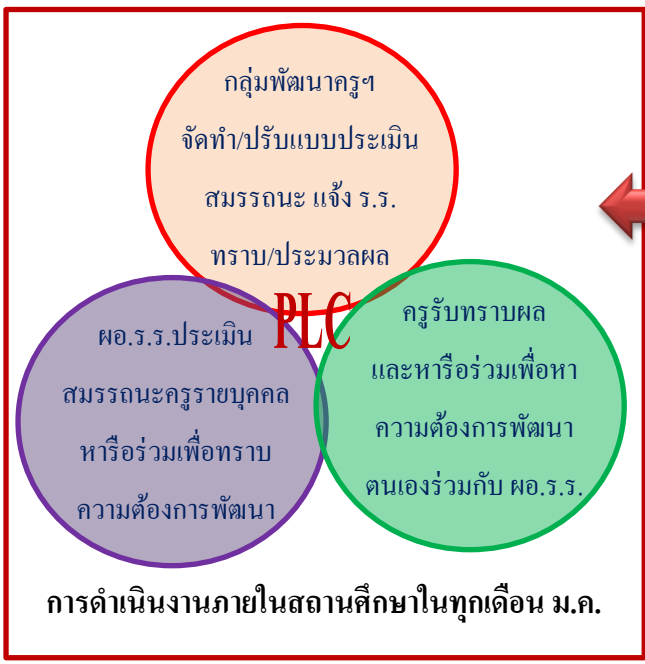 กลุ่มพัฒนาครูฯ
จัดทำ/ปรับแบบประเมิน
สมรรถนะ แจ้ง ร.ร.
ทราบ/ประมวลผล
PLC
ผอ.ร.ร.ประเมิน
สมรรถนะครูรายบุคคล
หารือร่วมเพื่อทราบ
ความต้องการพัฒนา
ครูรับทราบผล
และหารือร่วมเพื่อหา
ความต้องการพัฒนา
ตนเองร่วมกับ ผอ.ร.ร.
การดำเนินงานภายในสถานศึกษาในทุกเดือน ม.ค.